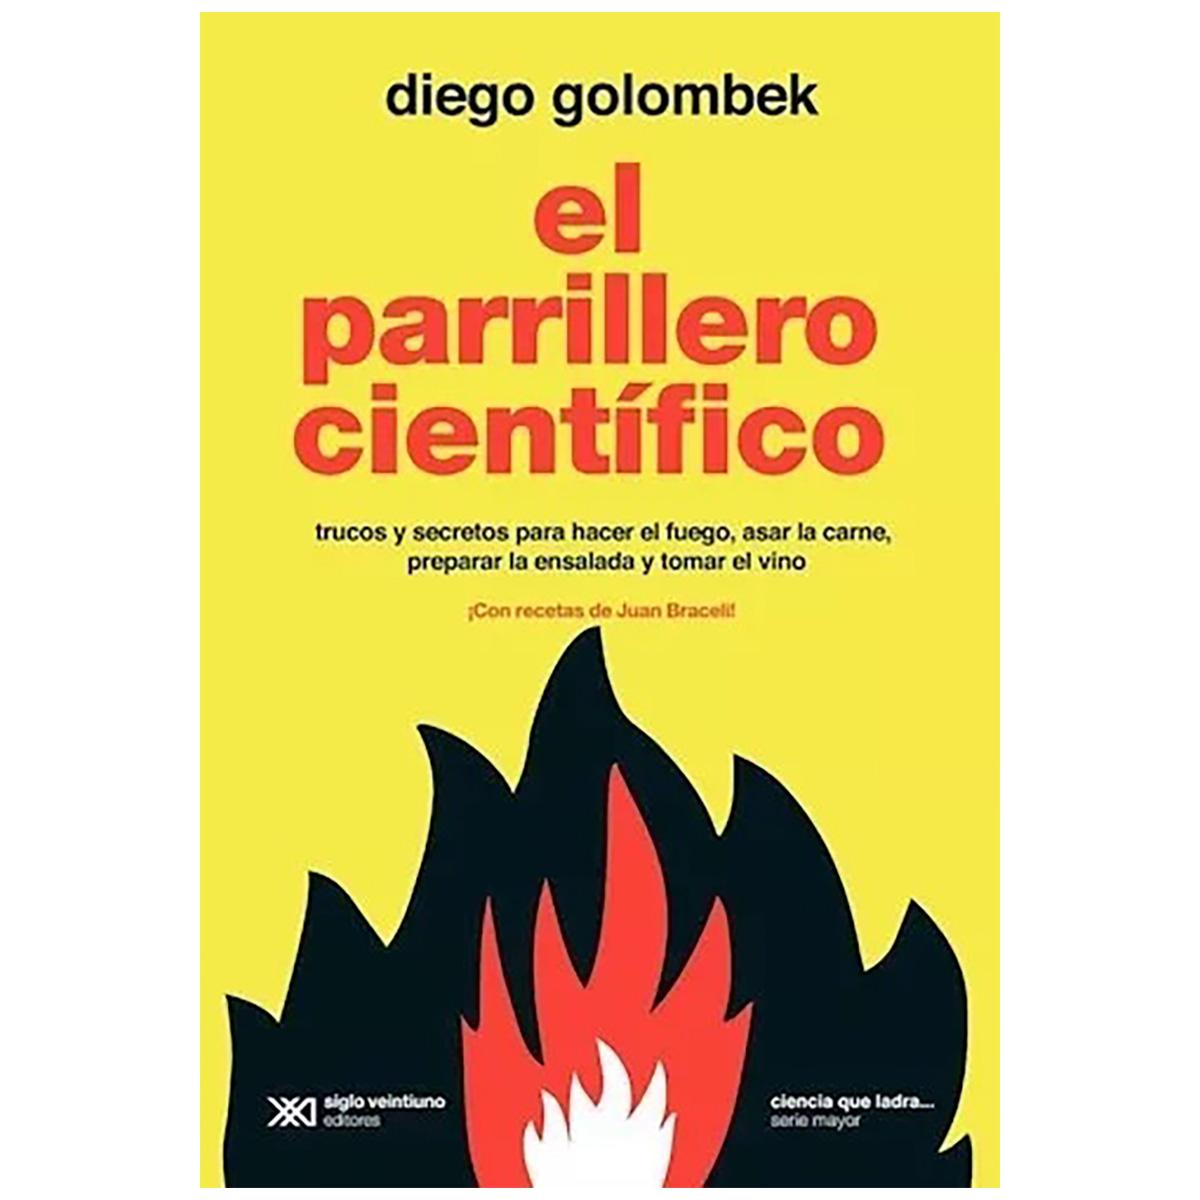 diego golombek
el
parrillero
científico
trucos y secretos para hacer el fuego, asar la carne,
preparar la ensalada y tomar el vino
¡Con recetas de Juan Braceli!
siglo veintiuno
editores
ciencia que ladra...
serie mayor